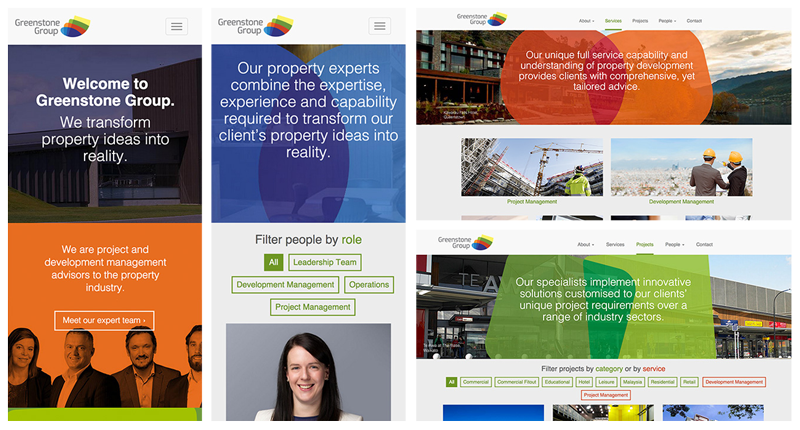 Greenstone
Group
Welcome to
Greenstone Group.
We transform
property ideas into
reality.
We are project and
development management
advisors to the property
industry.
Meet our expert team ›
Greenstone
Group
Our property experts
combine the expertise,
experience and capability
required to transform our
client's property ideas into
reality.
Filter people by role
All
Leadership Team
Development Management
Operations
Project Management
Greenstone
Group
About
Services
Projects
People
Contact
Our unique full service capability and
understanding of property development
provides clients with comprehensive, yet
tailored advice.
Project Management
Development Management
Greenstone
Group
About
Services
Projects
People
Contact
TE AWA
Our specialists implement innovative
solutions customised to our clients'
unique project requirements over a
range of industry sectors.
Filter projects by category or by service
All
Commercial
Commercial Fitout
Educational
Hotel
Leisure
Malaysia
Residential
Retail
Development Management
Project Management